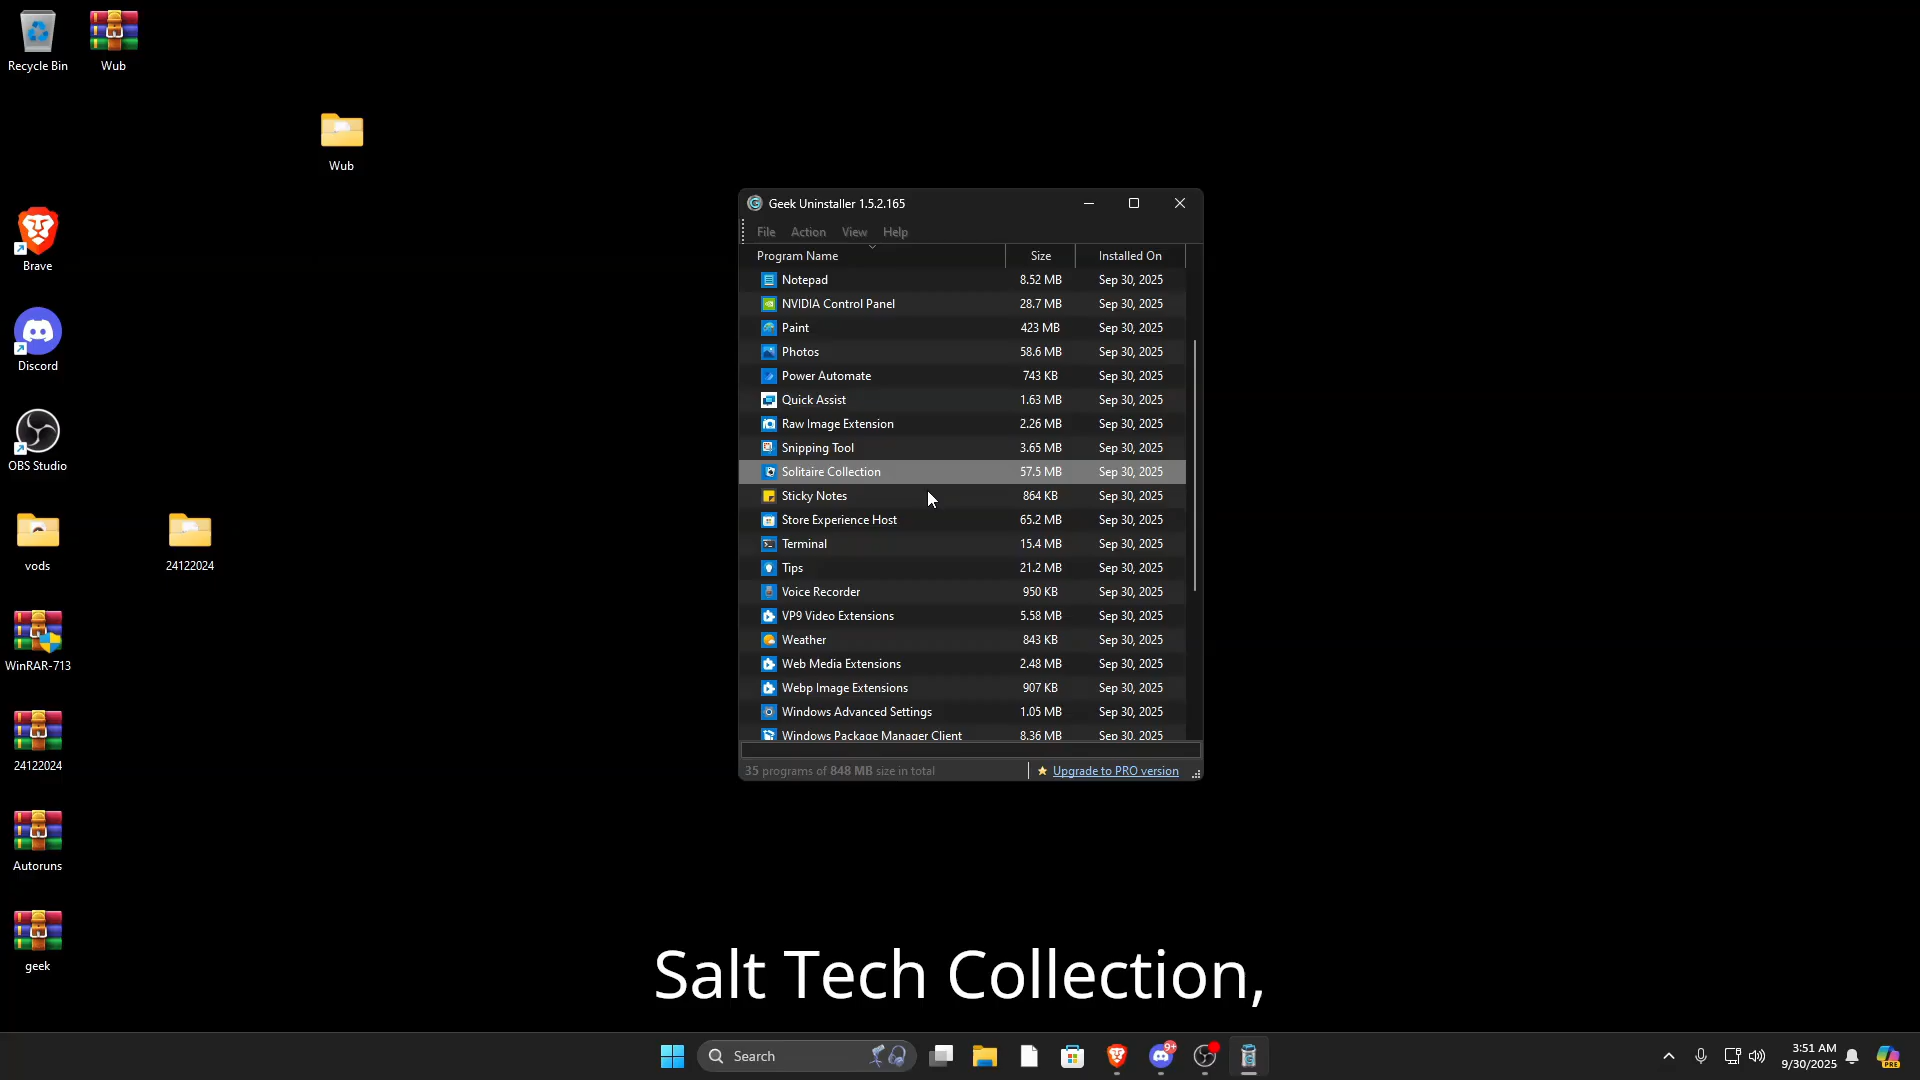 Recycle Bin
Wub
Wub
Brave
Discord
OBS Studio
vods
24122024
WinRAR-713
24122024
Autoruns
geek
Geek Uninstaller 1.5.2.165
File Action View Help
Program Name Size Installed On
Notepad 8.52 MB Sep 30, 2025
NVIDIA Control Panel 28.7 MB Sep 30, 2025
Paint 423 MB Sep 30, 2025
Photos 58.6 MB Sep 30, 2025
Power Automate 743 KB Sep 30, 2025
Quick Assist 1.63 MB Sep 30, 2025
Raw Image Extension 2.26 MB Sep 30, 2025
Snipping Tool 3.65 MB Sep 30, 2025
Solitaire Collection 57.5 MB Sep 30, 2025
Sticky Notes 864 KB Sep 30, 2025
Store Experience Host 65.2 MB Sep 30, 2025
Terminal 15.4 MB Sep 30, 2025
Tips 21.2 MB Sep 30, 2025
Voice Recorder 950 KB Sep 30, 2025
VP9 Video Extensions 5.58 MB Sep 30, 2025
Weather 843 KB Sep 30, 2025
Web Media Extensions 2.48 MB Sep 30, 2025
Webp Image Extensions 907 KB Sep 30, 2025
Windows Advanced Settings 1.05 MB Sep 30, 2025
Windows Package Manager Client 8.36 MB Sep 30, 2025
35 programs of 848 MB size in total Upgrade to PRO version
Salt Tech Collection,
Search
9+
3:51 AM
9/30/2025
PRE